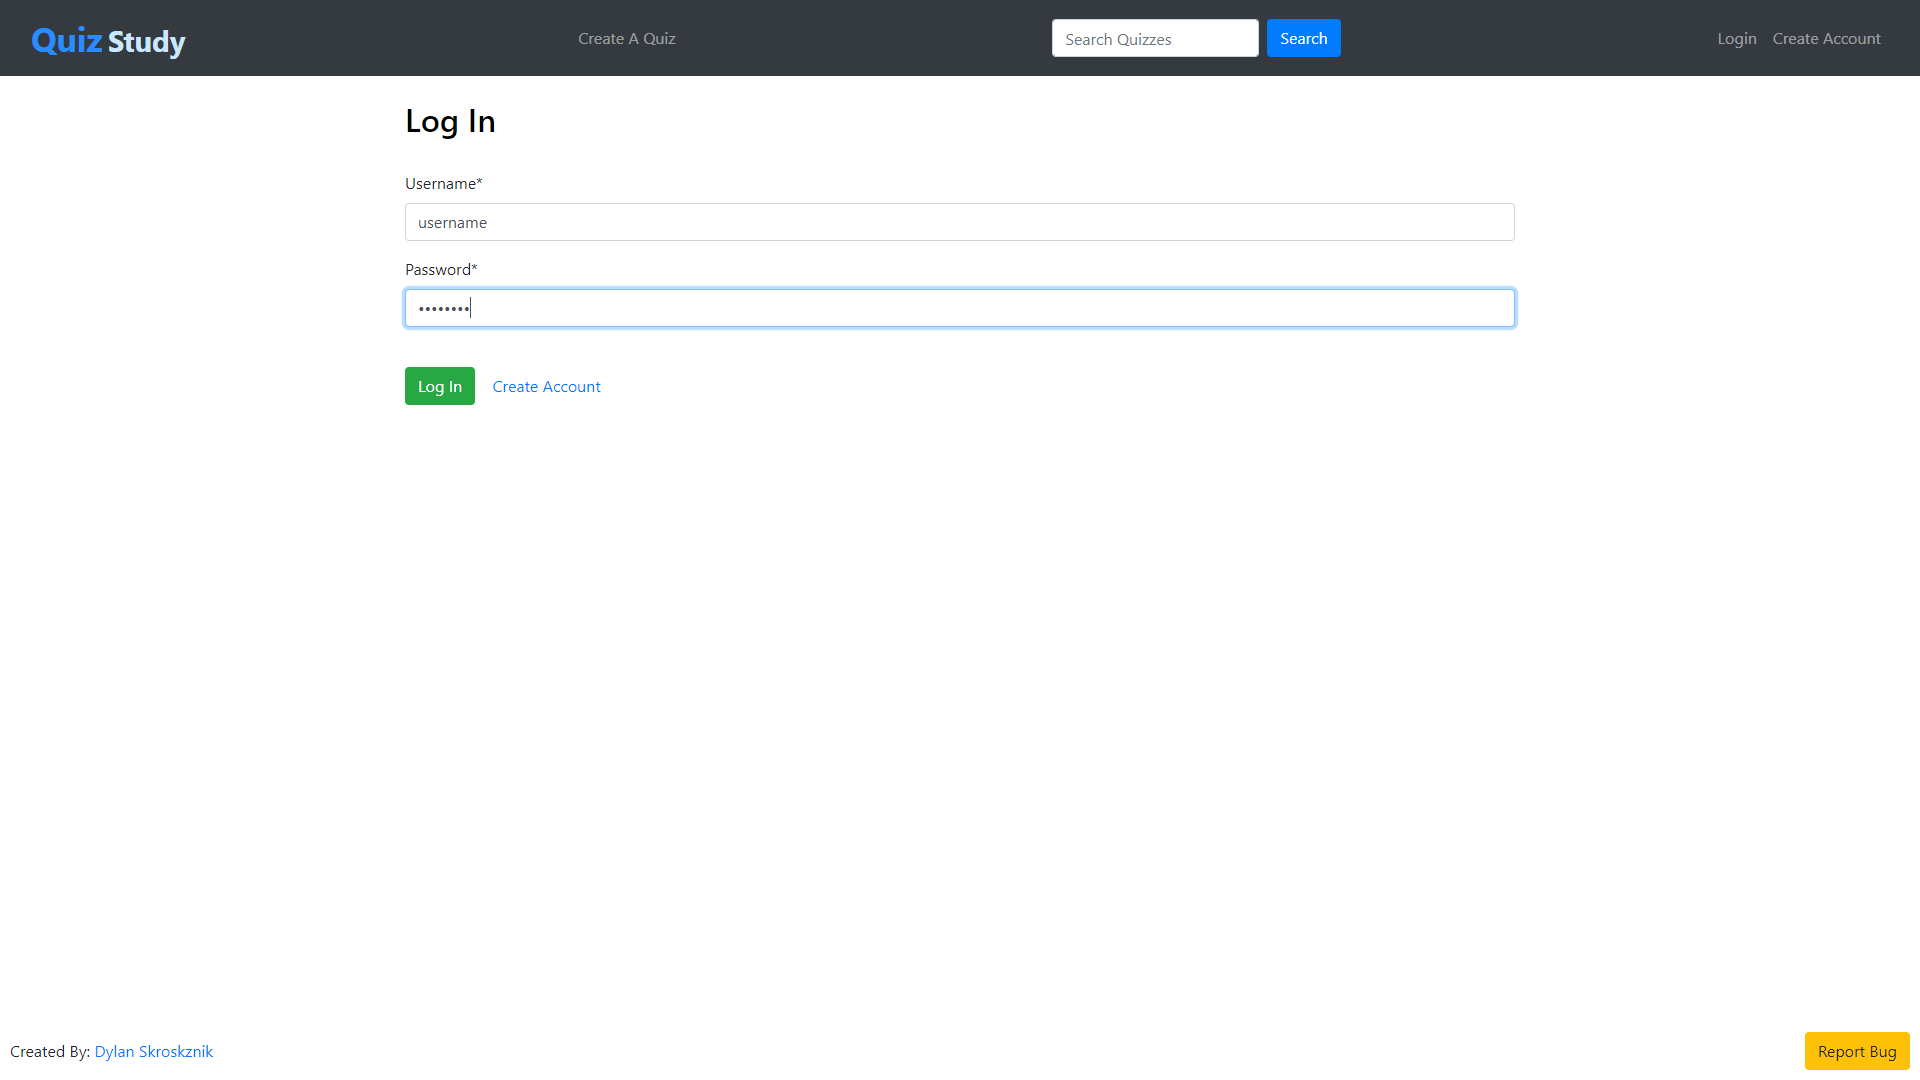 Quiz Study
Create A Quiz
Search Quizzes
Search
Login
Create Account
Log In
Username*
username
Password*
••••••••
Log In
Create Account
Created By: Dylan Skroskznik
Report Bug